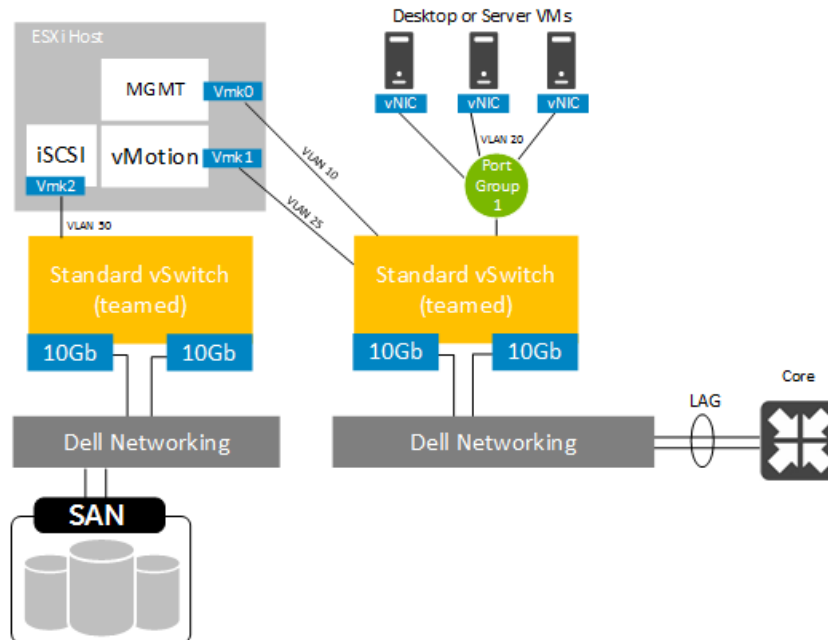 Desktop or Server VMs
ESXi Host
MGMT
Vmk0
iSCSI
vMotion
Vmk1
Vmk2
vNIC
vNIC
vNIC
VLAN 20
Port
Group
1
VLAN 10
VLAN 25
VLAN 50
Standard vSwitch
(teamed)
10Gb
10Gb
Standard vSwitch
(teamed)
10Gb
10Gb
Dell Networking
Dell Networking
LAG
Core
SAN